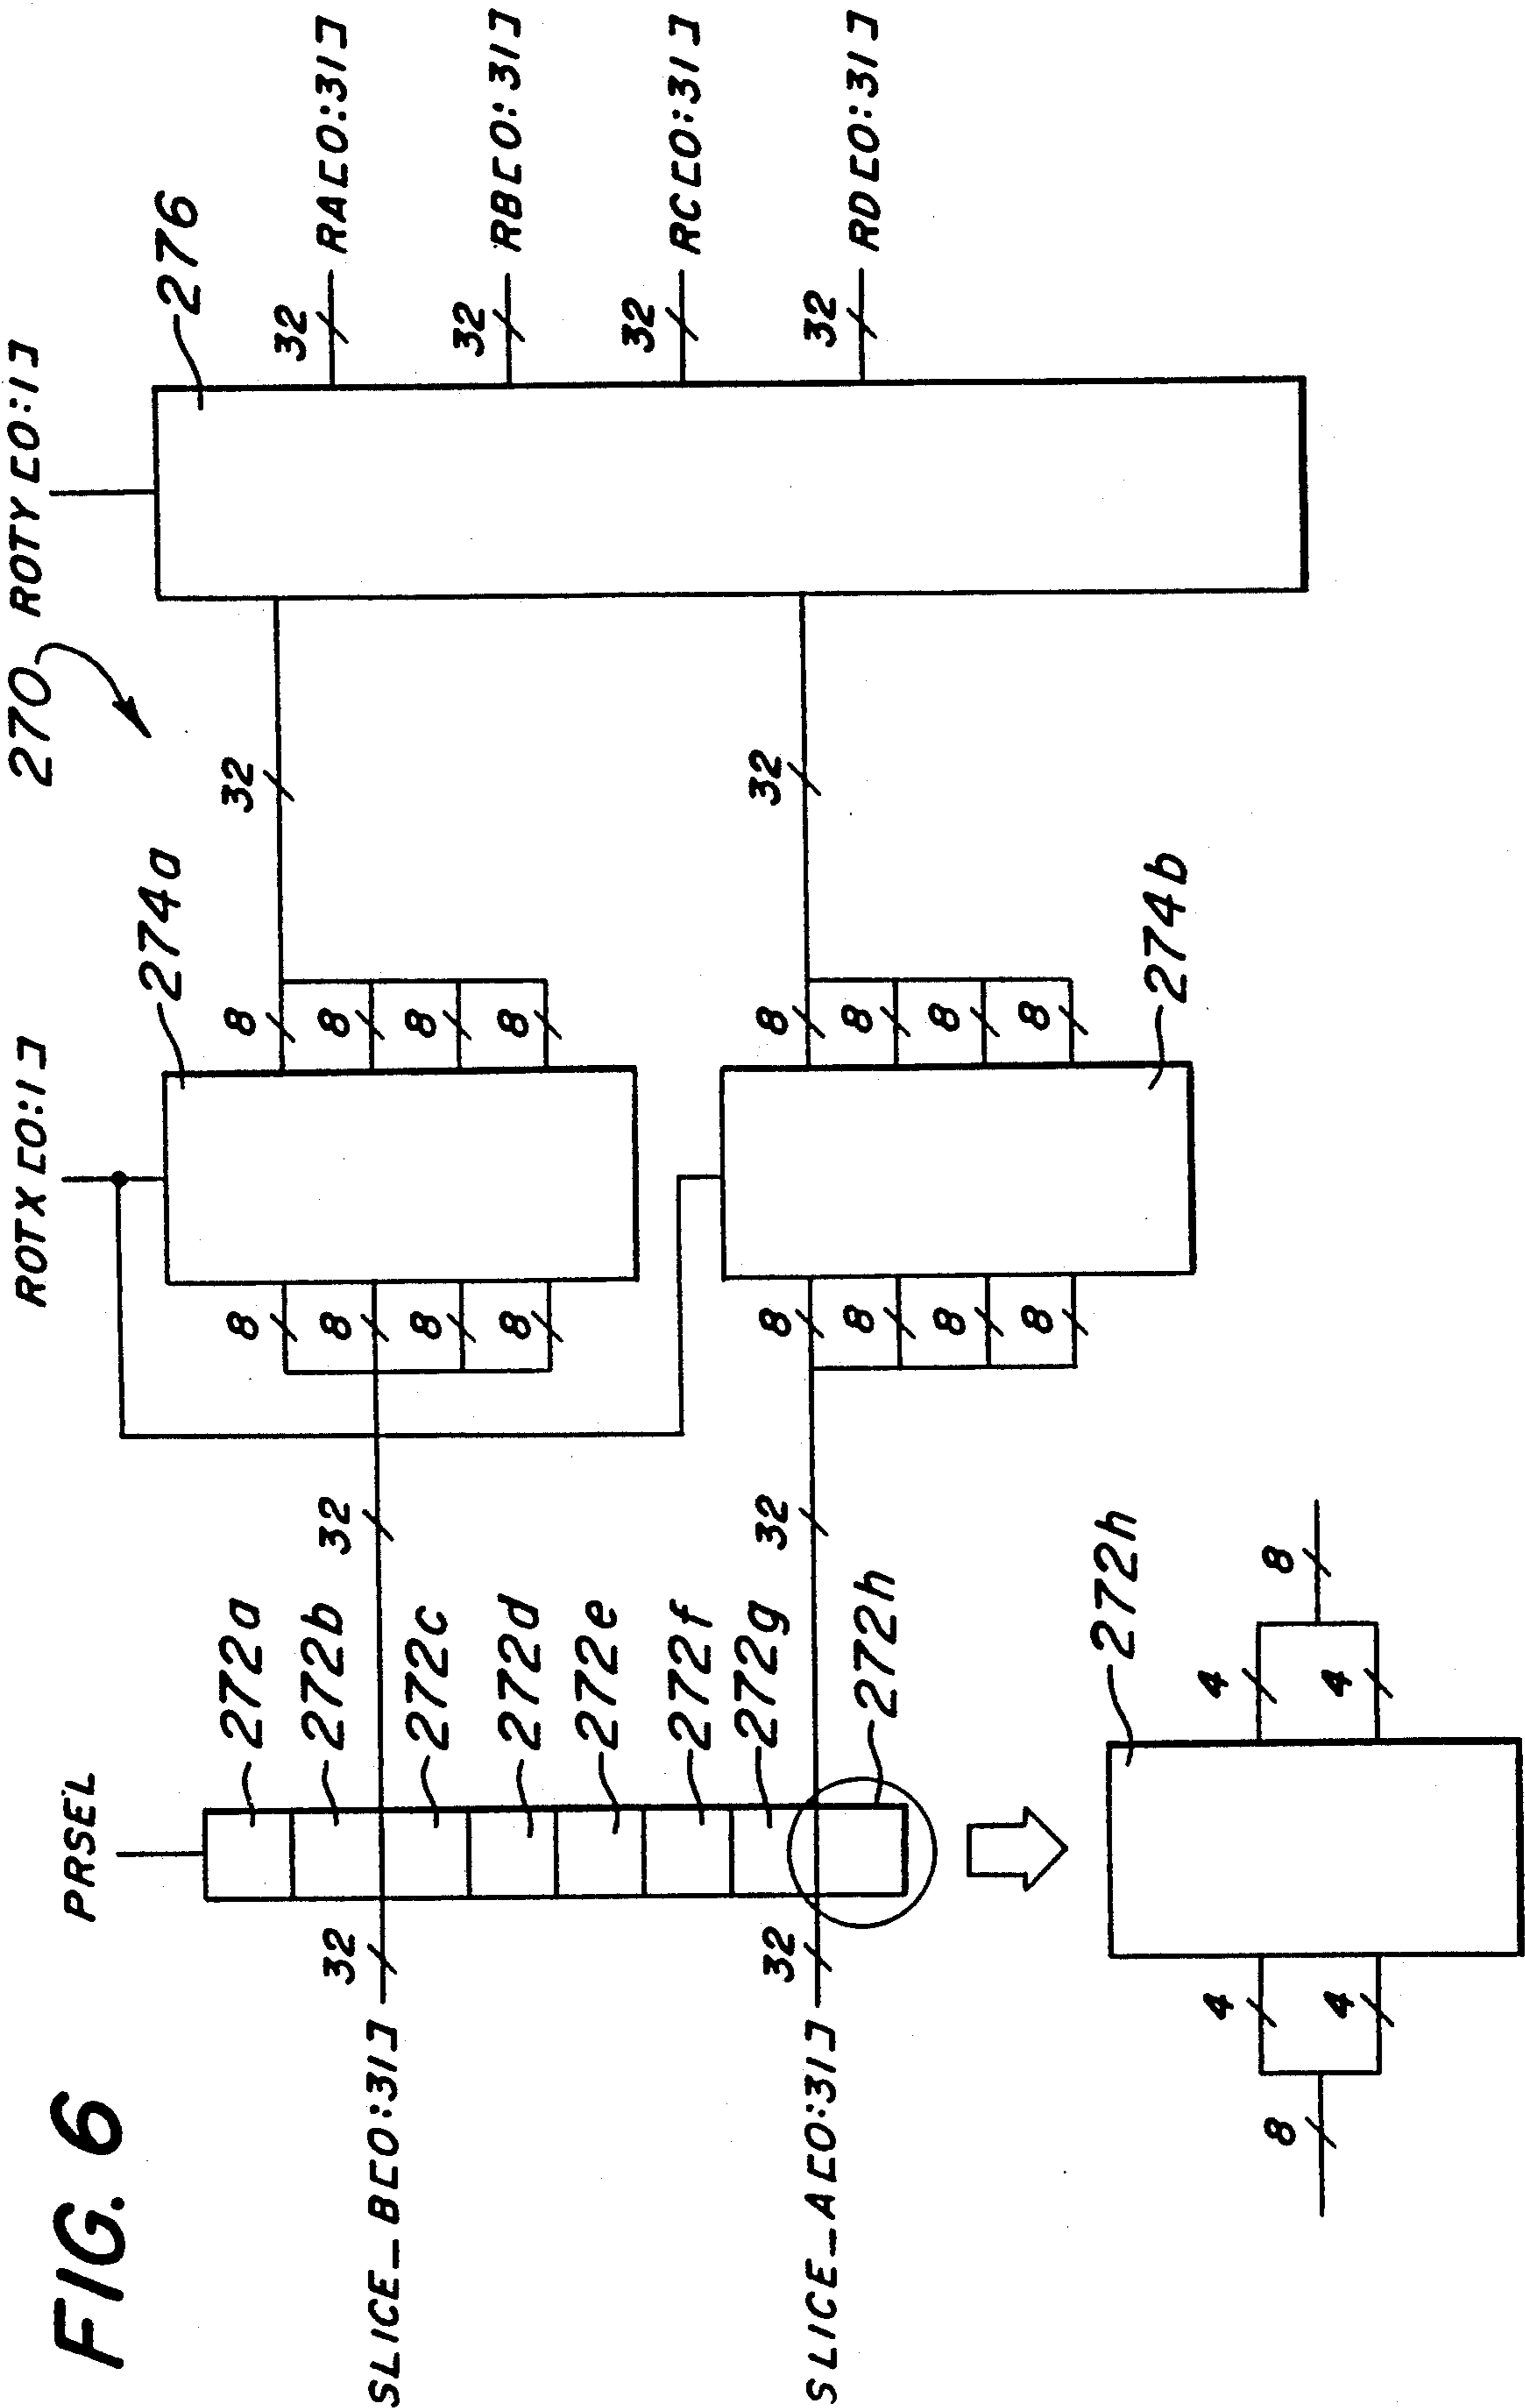 FIG. 6
270
PRSEL
ROTX [0:1]
ROTY [0:1]
272a
272b
272c
272d
272e
272f
272g
272h
274a
274b
276
SLICE_B[0:31]
32
32
8
8
8
8
8
8
8
8
32
SLICE_A[0:31]
32
32
8
8
8
8
8
8
8
8
32
32
RA[0:31]
32
RB[0:31]
32
RC[0:31]
32
RD[0:31]
272h
8
4
4
4
4
8